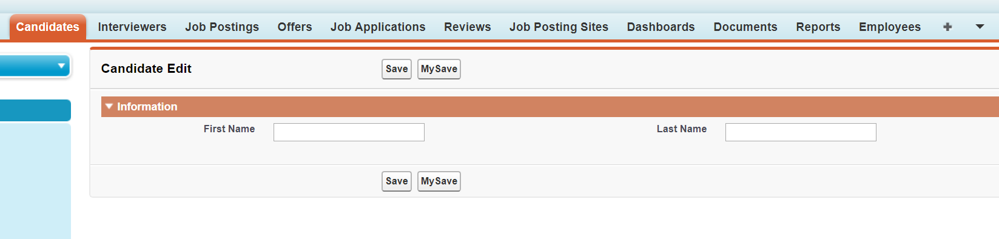 Candidates Interviewers Job Postings Offers Job Applications Reviews Job Posting Sites Dashboards Documents Reports Employees +
Candidate Edit Save MySave
Information
First Name Last Name
Save MySave